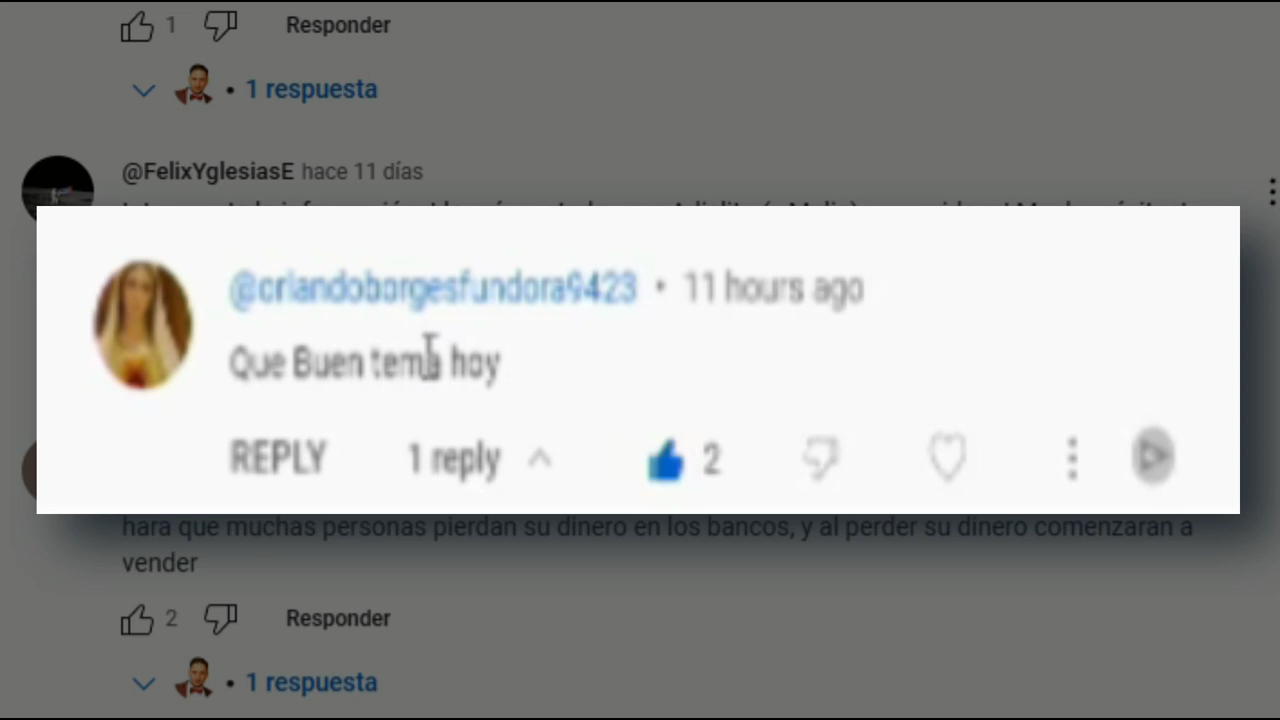 1 Responder
• 1 respuesta
@FelixYglesiasE hace 11 días
@orlandoborgesfundora9423 • 11 hours ago
Que Buen tema hoy
REPLY 1 reply 2
hara que muchas personas pierdan su dinero en los bancos, y al perder su dinero comenzaran a
vender
2 Responder
• 1 respuesta